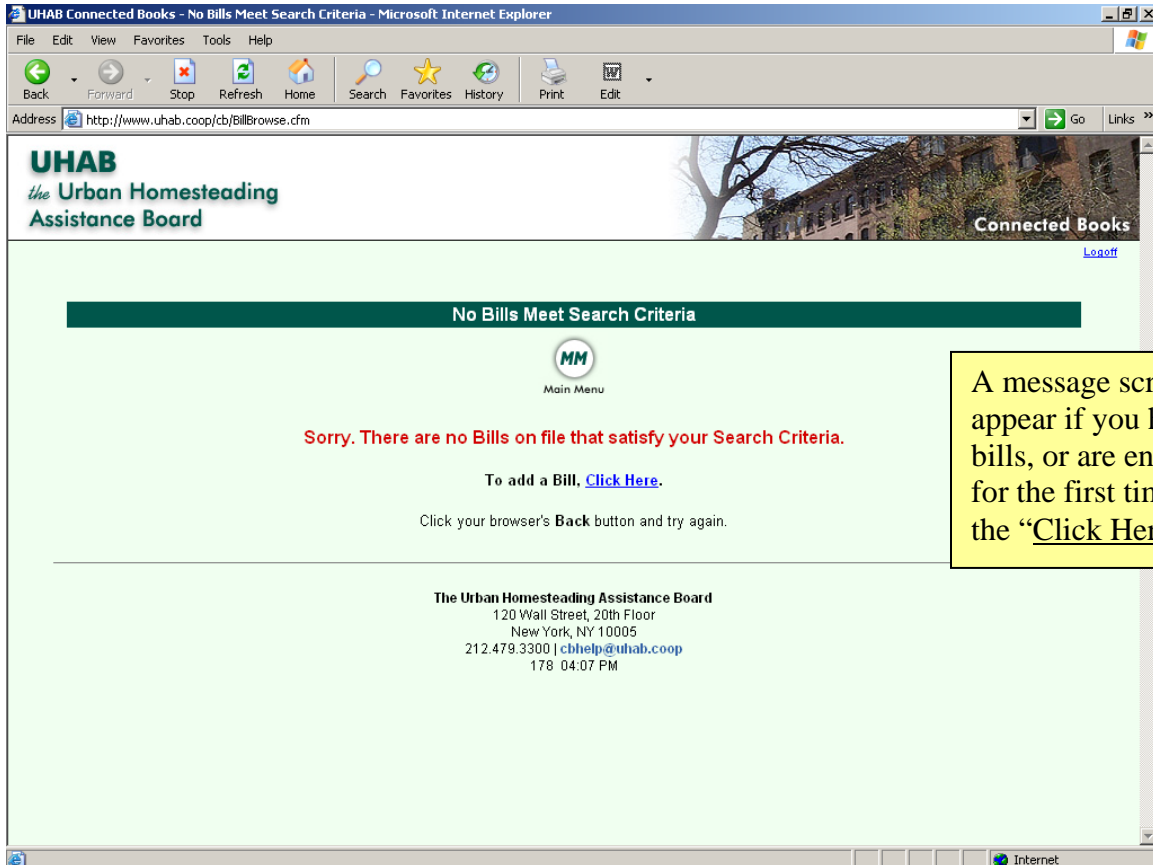 UHAB Connected Books - No Bills Meet Search Criteria - Microsoft Internet Explorer
File Edit View Favorites Tools Help
Back Forward Stop Refresh Home Search Favorites History Print Edit
Address http://www.uhab.coop/cb/BillBrowse.cfm Go Links »
UHAB
the Urban Homesteading
Assistance Board
Connected Books
Logoff
No Bills Meet Search Criteria
MM
Main Menu
Sorry. There are no Bills on file that satisfy your Search Criteria.
To add a Bill, Click Here.
Click your browser's Back button and try again.
A message scr
appear if you
bills, or are en
for the first
the “Click
The Urban Homesteading Assistance Board
120 Wall Street, 20th Floor
New York, NY 10005
212.479.3300 | cbhelp@uhab.coop
178 04:07 PM
Internet